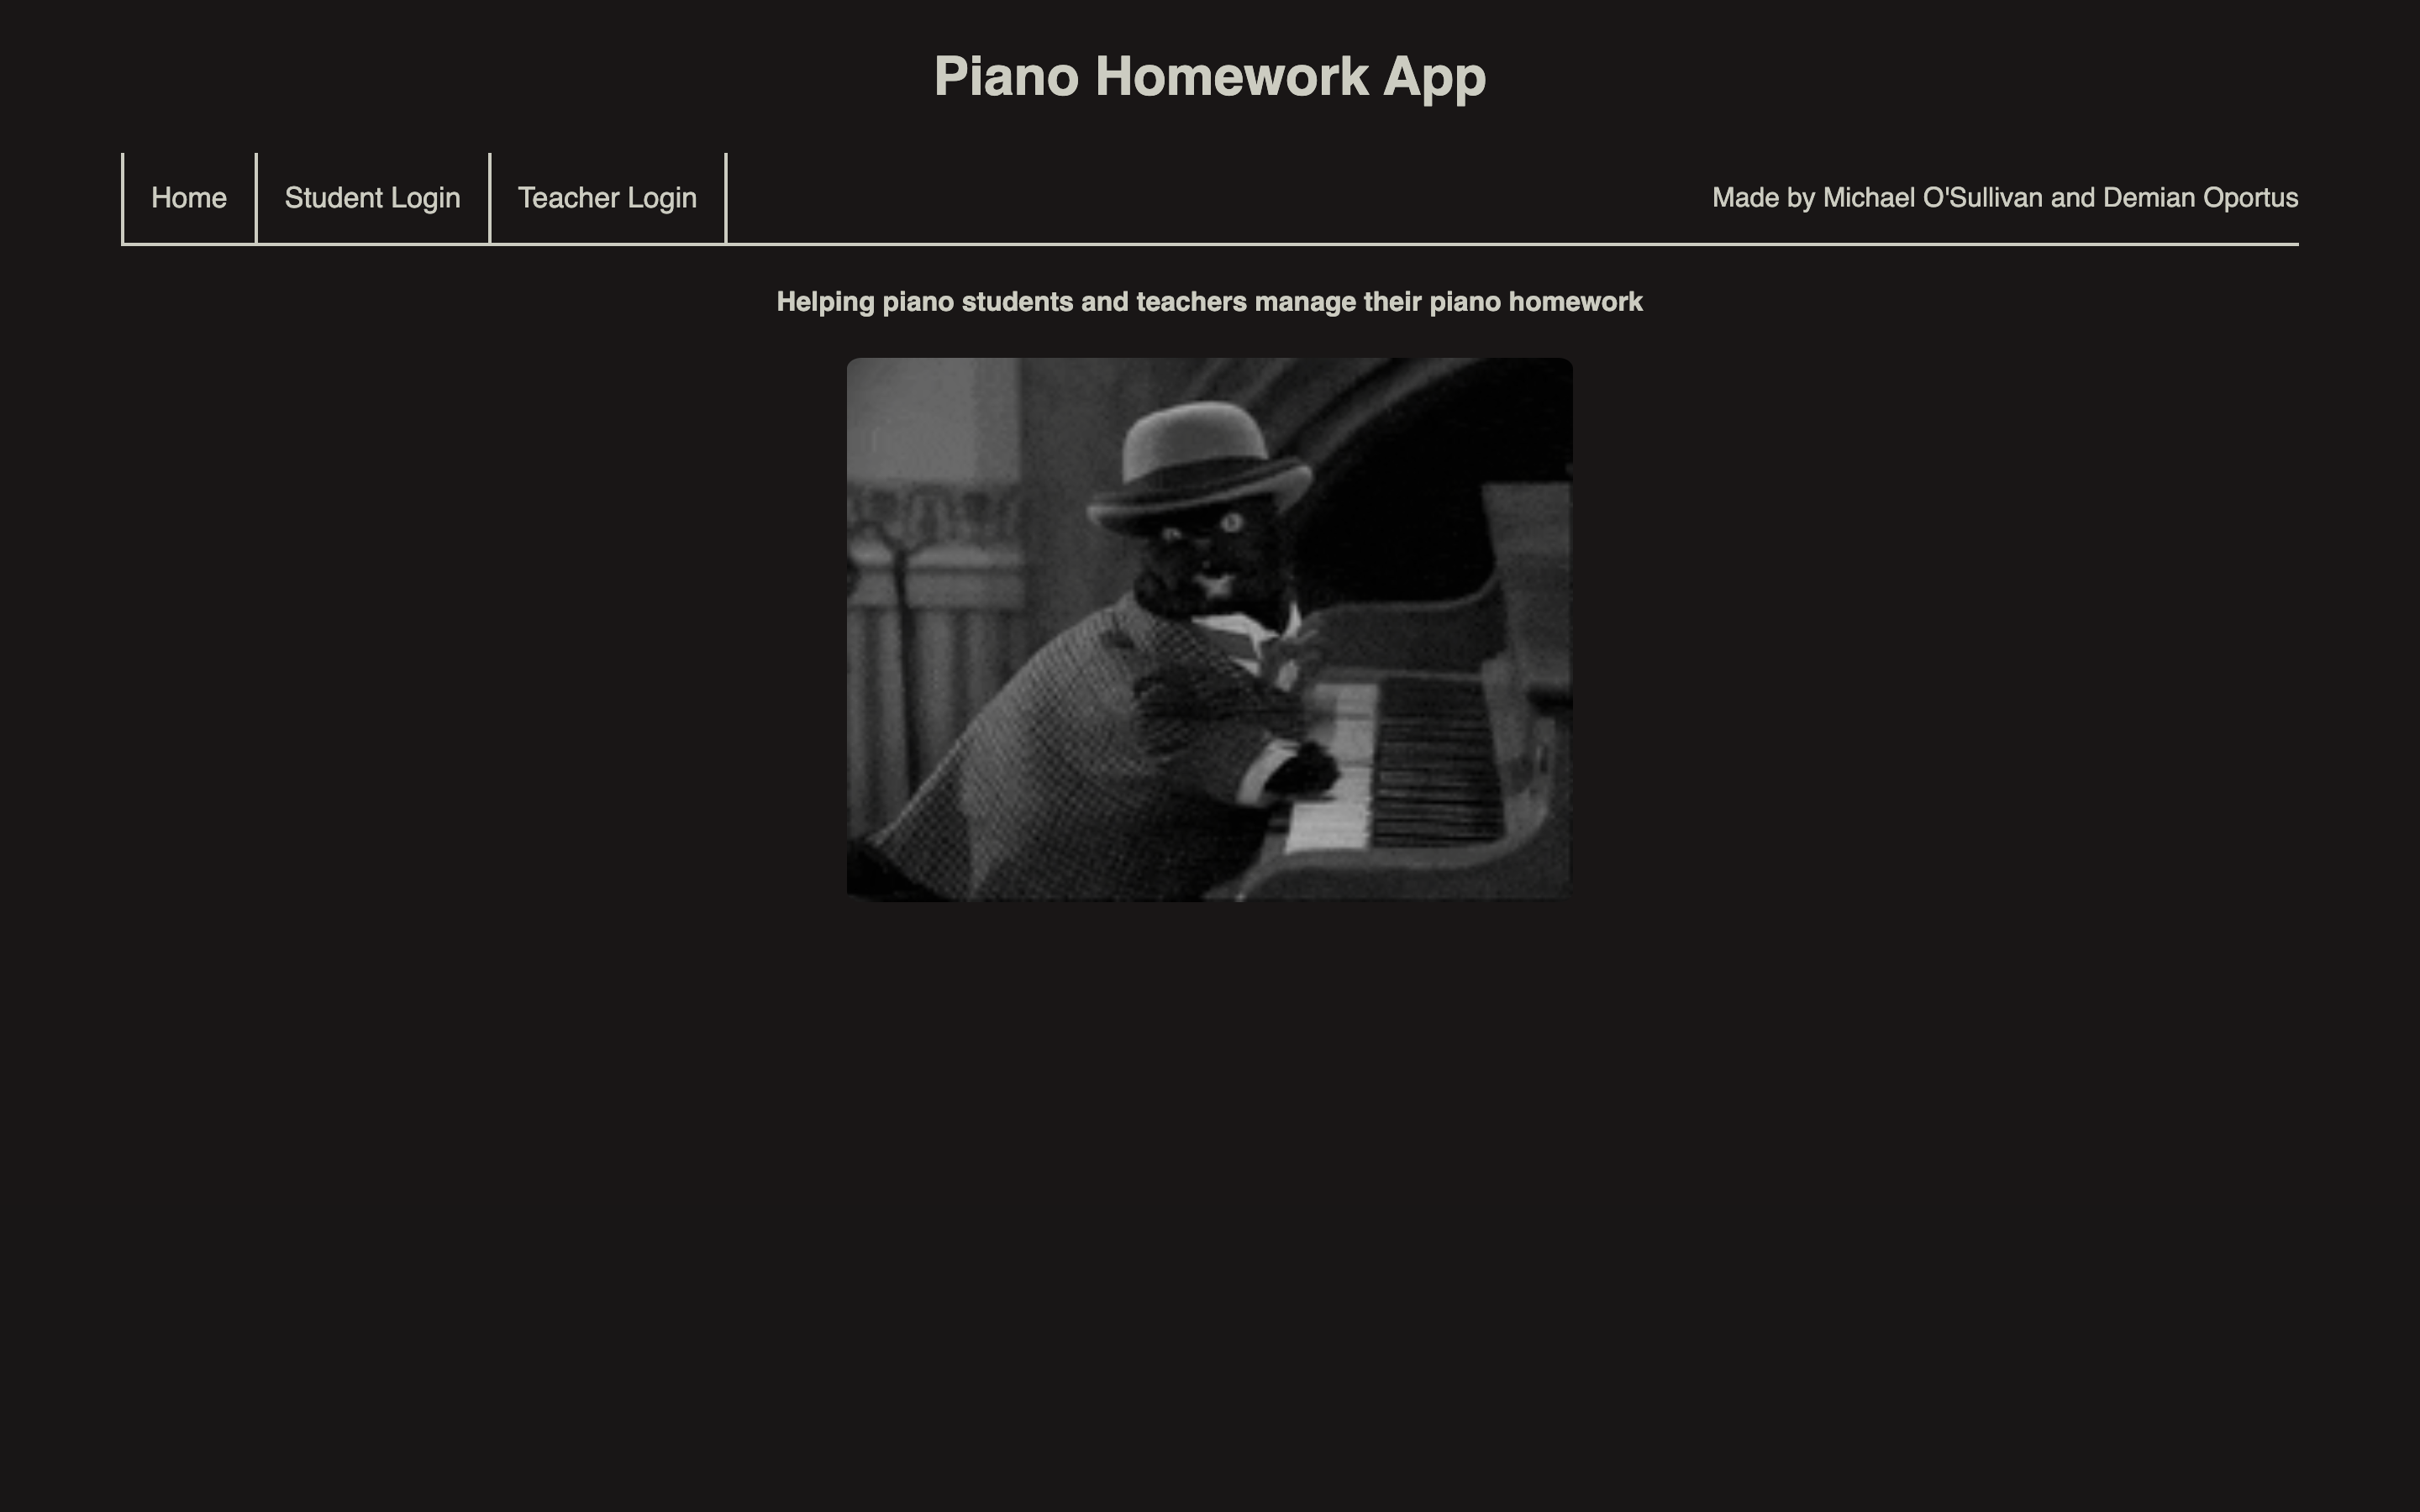 Piano Homework App
Home
Student Login
Teacher Login
Made by Michael O'Sullivan and Demian Oportus
Helping piano students and teachers manage their piano homework